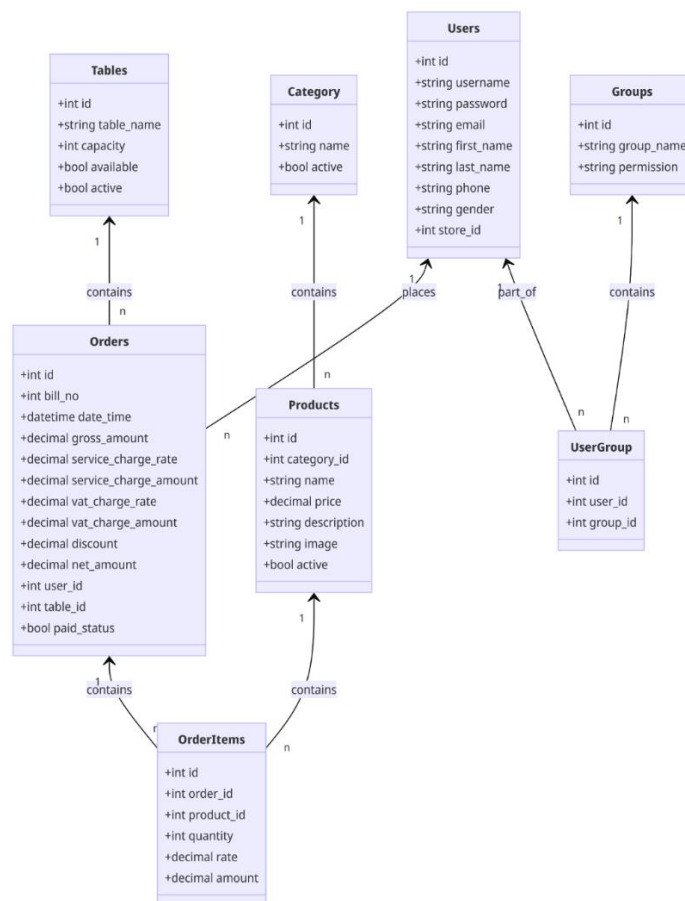 Tables
+int id
+string table_name
+int capacity
+bool available
+bool active
Category
+int id
+string name
+bool active
Users
+int id
+string username
+string password
+string email
+string first_name
+string last_name
+string phone
+string gender
+int store_id
Groups
+int id
+string group_name
+string permission
1
contains
n
1
contains
n
1
places
n
1
part_of
n
1
contains
n
Orders
+int id
+int bill_no
+datetime date_time
+decimal gross_amount
+decimal service_charge_rate
+decimal service_charge_amount
+decimal vat_charge_rate
+decimal vat_charge_amount
+decimal discount
+decimal net_amount
+int user_id
+int table_id
+bool paid_status
Products
+int id
+int category_id
+string name
+decimal price
+string description
+string image
+bool active
UserGroup
+int id
+int user_id
+int group_id
1
contains
n
1
contains
n
OrderItems
+int id
+int order_id
+int product_id
+int quantity
+decimal rate
+decimal amount